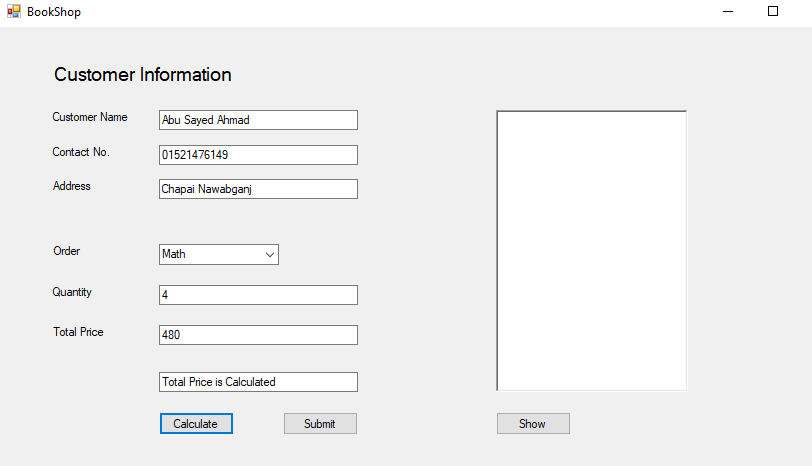 BookShop
Customer Information
Customer Name Abu Sayed Ahmad
Contact No. 01521476149
Address Chapai Nawabganj
Order Math
Quantity 4
Total Price 480
Total Price is Calculated
Calculate Submit Show